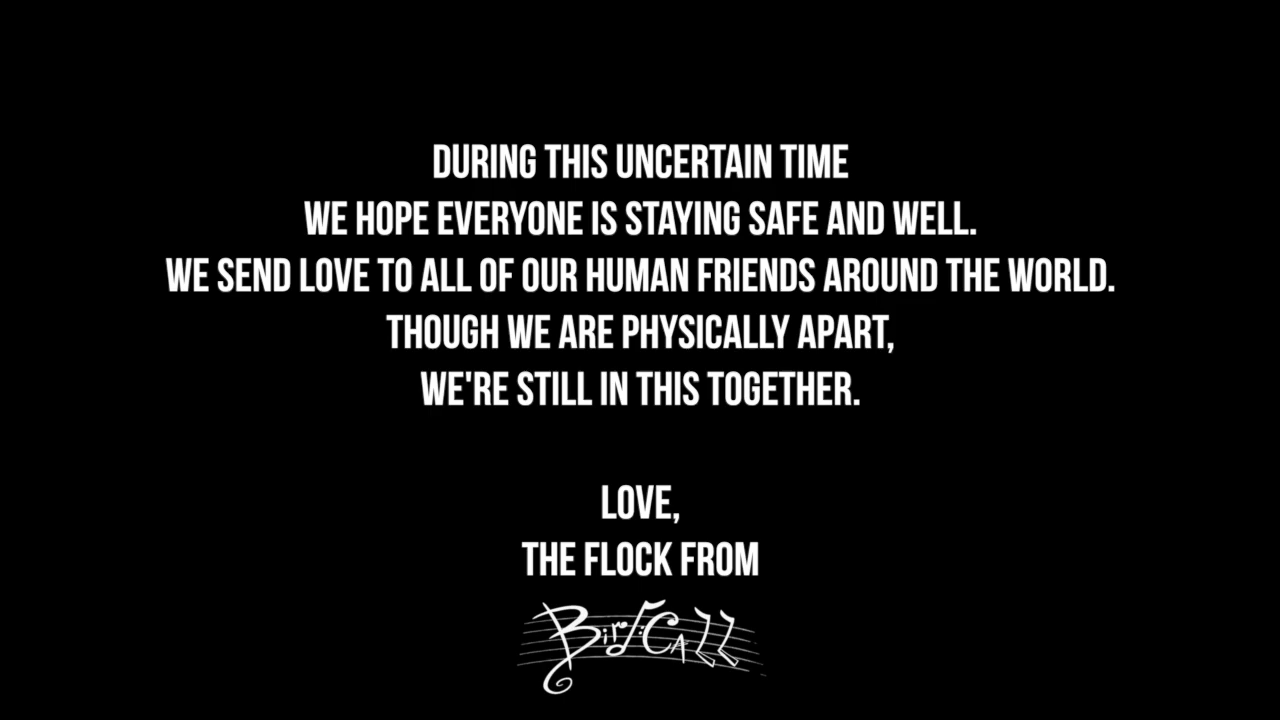 DURING THIS UNCERTAIN TIME
WE HOPE EVERYONE IS STAYING SAFE AND WELL.
WE SEND LOVE TO ALL OF OUR HUMAN FRIENDS AROUND THE WORLD.
THOUGH WE ARE PHYSICALLY APART,
WE'RE STILL IN THIS TOGETHER.
LOVE,
THE FLOCK FROM
Bird:Call